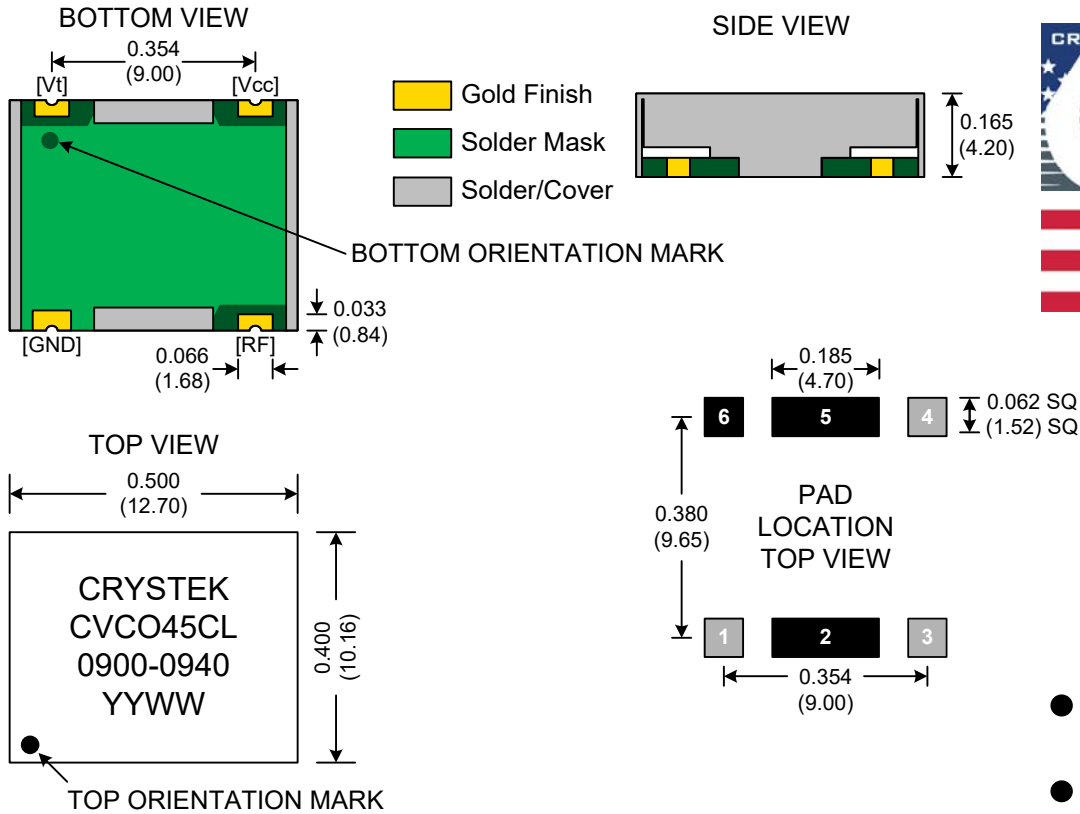 BOTTOM VIEW
0.354
(9.00)
[Vt]
[Vcc]
[GND]
[RF]
0.066
(1.68)
0.033
(0.84)
BOTTOM ORIENTATION MARK
Gold Finish
Solder Mask
Solder/Cover
SIDE VIEW
0.165
(4.20)
CR
TOP VIEW
0.500
(12.70)
CRYSTEK
CVCO45CL
0900-0940
YYWW
0.400
(10.16)
TOP ORIENTATION MARK
0.185
(4.70)
6
5
4
0.062 SQ
(1.52) SQ
0.380
(9.65)
PAD
LOCATION
TOP VIEW
1
2
3
0.354
(9.00)